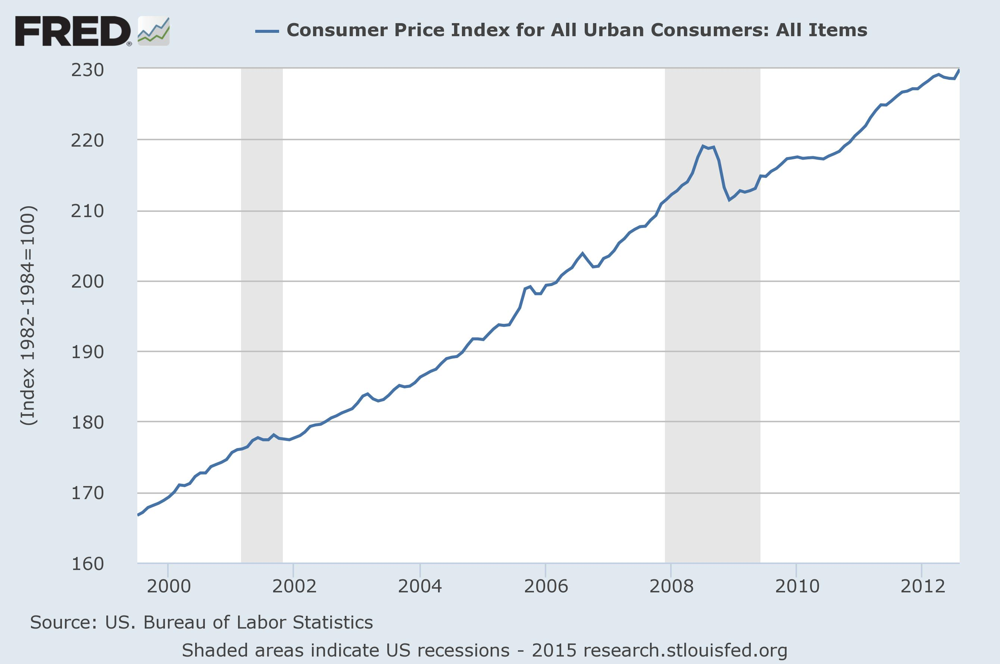 FRED®
Consumer Price Index for All Urban Consumers: All Items
230
220
210
200
190
180
170
160
(Index 1982-1984=100)
2000 2002 2004 2006 2008 2010 2012
Source: US. Bureau of Labor Statistics
Shaded areas indicate US recessions - 2015 research.stlouisfed.org